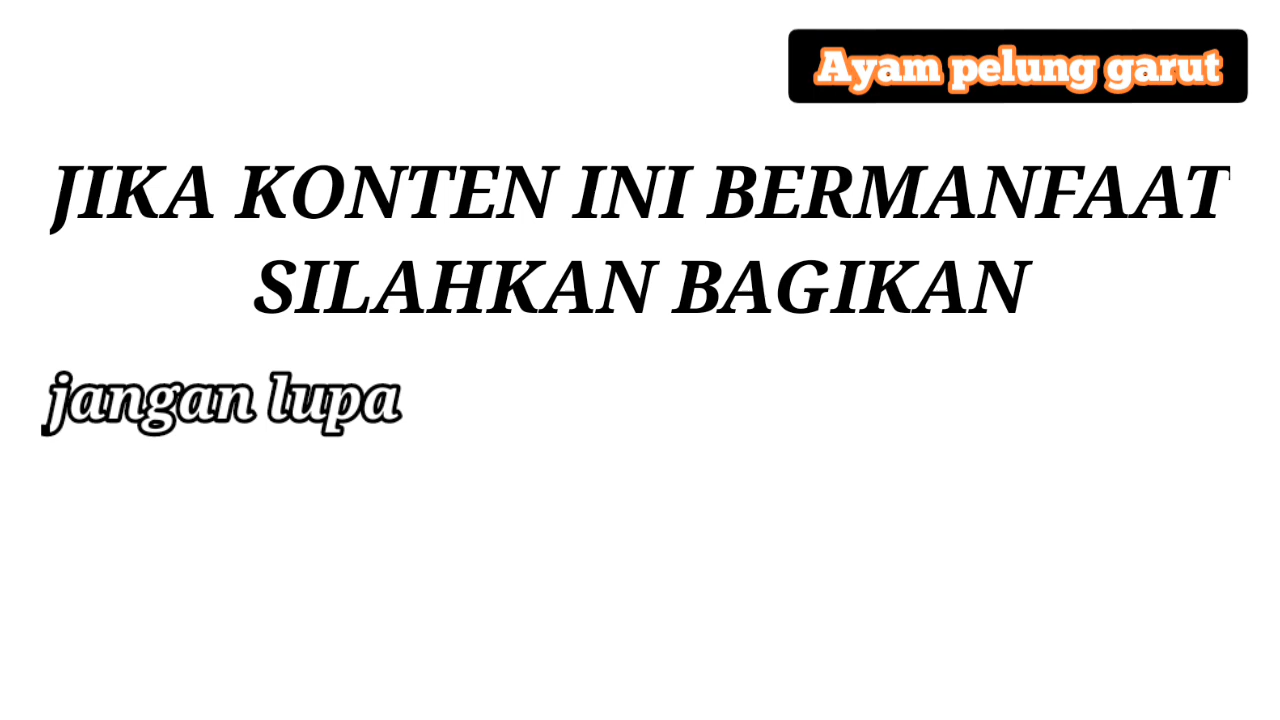 Ayam pelung garut
JIKA KONTEN INI BERMANFAAT
SILAHKAN BAGIKAN
jangan lupa